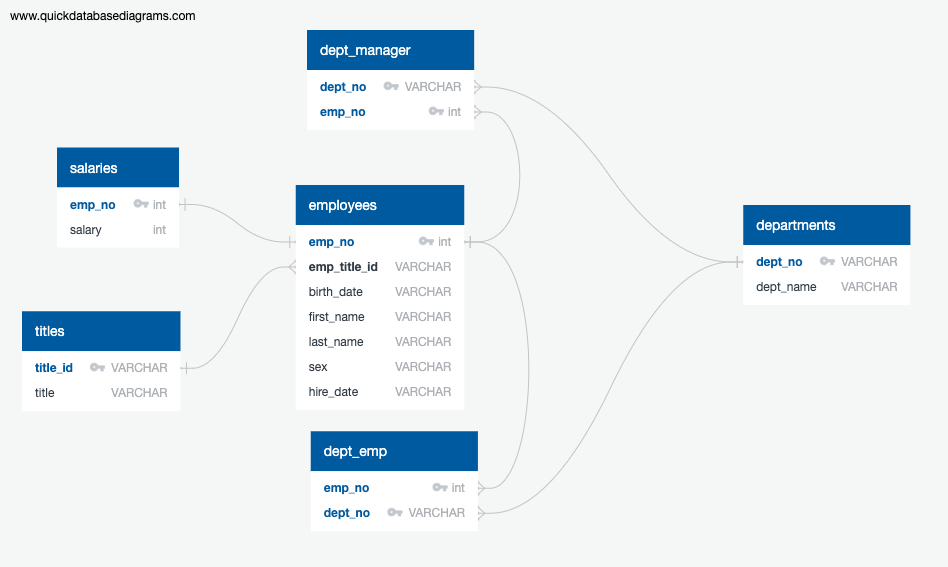 www.quickdatabasediagrams.com
dept_manager
dept_no VARCHAR
emp_no int
salaries
emp_no int
salary int
employees
emp_no int
emp_title_id VARCHAR
birth_date VARCHAR
first_name VARCHAR
last_name VARCHAR
sex VARCHAR
hire_date VARCHAR
departments
dept_no VARCHAR
dept_name VARCHAR
titles
title_id VARCHAR
title VARCHAR
dept_emp
emp_no int
dept_no VARCHAR